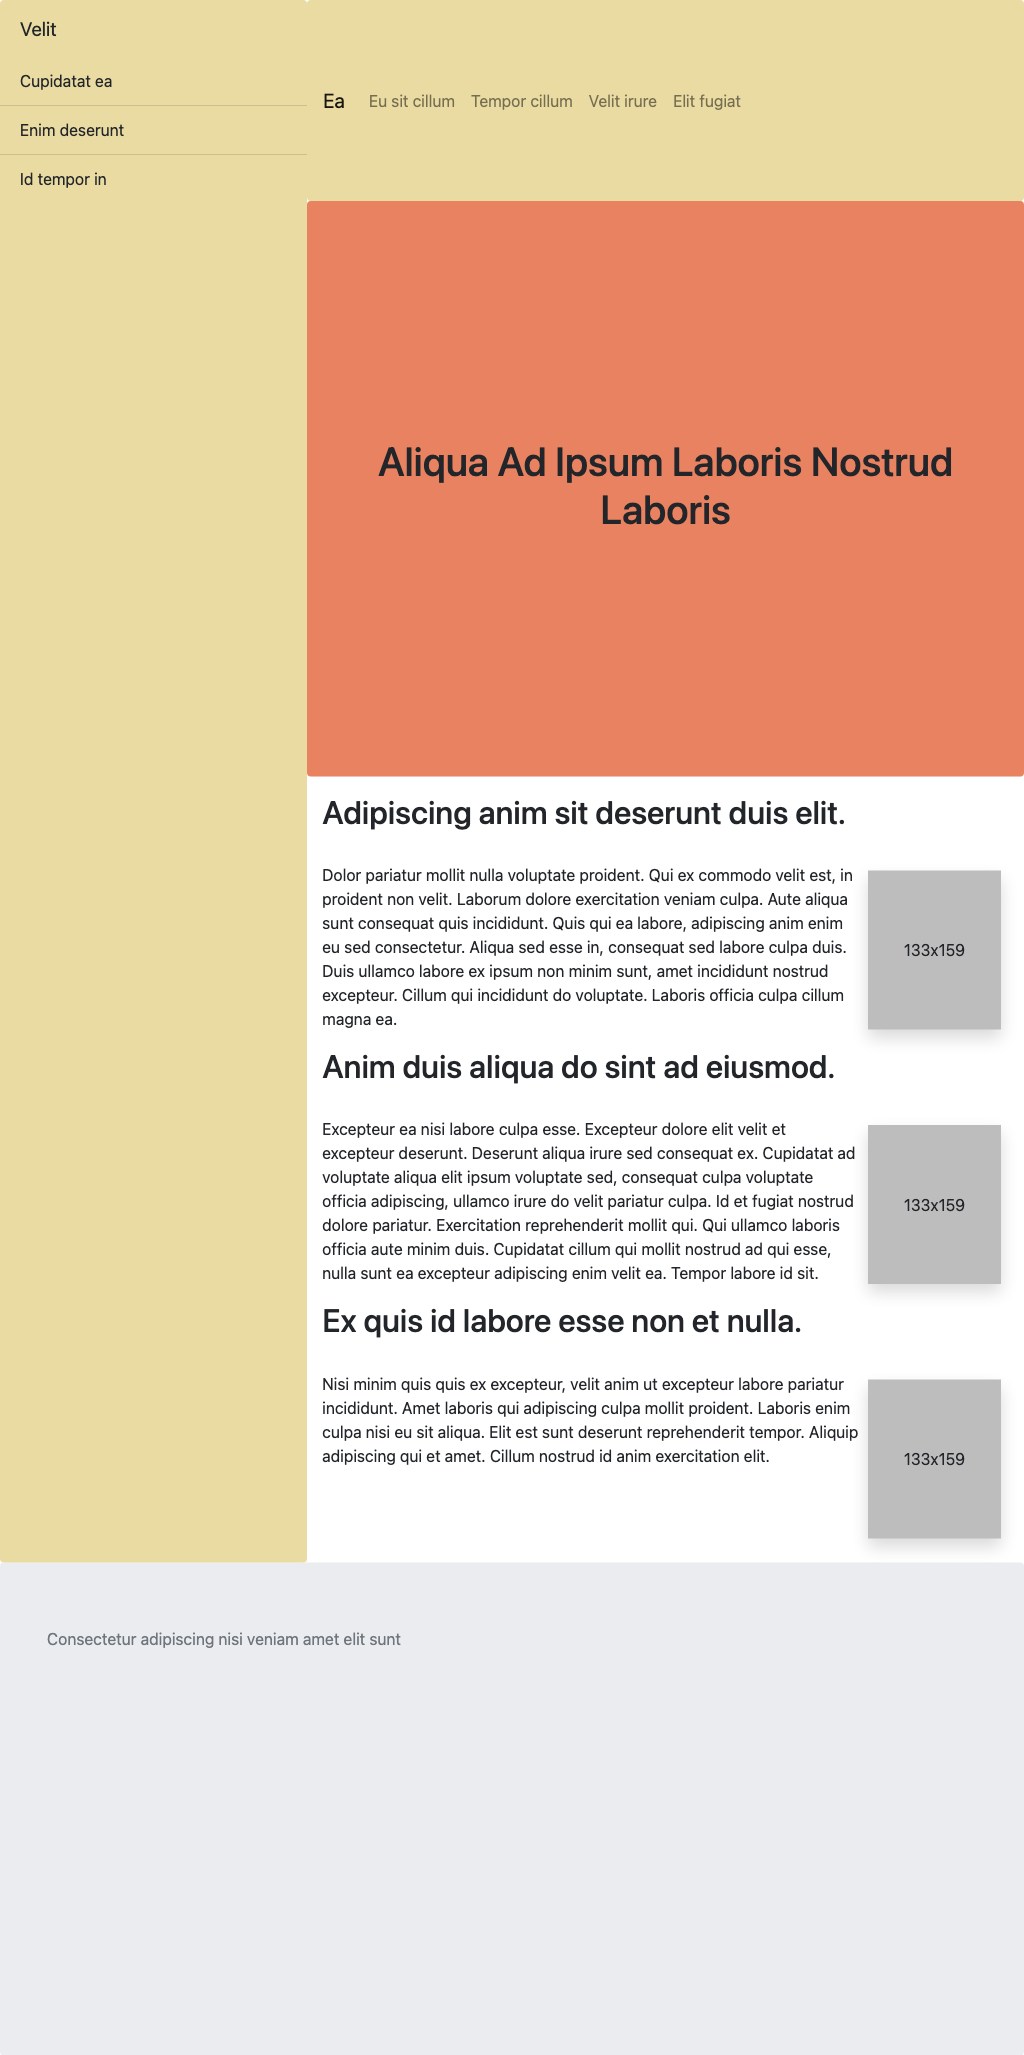 Velit
Cupidatat ea
Enim deserunt
Id tempor in
Ea
Eu sit cillum
Tempor cillum
Velit irure
Elit fugiat
Aliqua Ad Ipsum Laboris Nostrud
Laboris
Adipiscing anim sit deserunt duis elit.
Dolor pariatur mollit nulla voluptate proident. Qui ex commodo velit est, in
proident non velit. Laborum dolore exercitation veniam culpa. Aute aliqua
sunt consequat quis incididunt. Quis qui ea labore, adipiscing anim enim
eu sed consectetur. Aliqua sed esse in, consequat sed labore culpa duis.
Duis ullamco labore ex ipsum non minim sunt, amet incididunt nostrud
excepteur. Cillum qui incididunt do voluptate. Laboris officia culpa cillum
magna ea.
133x159
Anim duis aliqua do sint ad eiusmod.
Excepteur ea nisi labore culpa esse. Excepteur dolore elit velit et
excepteur deserunt. Deserunt aliqua irure sed consequat ex. Cupidatat ad
voluptate aliqua elit ipsum voluptate sed, consequat culpa voluptate
officia adipiscing, ullamco irure do velit pariatur culpa. Id et fugiat nostrud
dolore pariatur. Exercitation reprehenderit mollit qui. Qui ullamco laboris
officia aute minim duis. Cupidatat cillum qui mollit nostrud ad qui esse,
nulla sunt ea excepteur adipiscing enim velit ea. Tempor labore id sit.
133x159
Ex quis id labore esse non et nulla.
Nisi minim quis quis ex excepteur, velit anim ut excepteur labore pariatur
incididunt. Amet laboris qui adipiscing culpa mollit proident. Laboris enim
culpa nisi eu sit aliqua. Elit est sunt deserunt reprehenderit tempor. Aliquip
adipiscing qui et amet. Cillum nostrud id anim exercitation elit.
133x159
Consectetur adipiscing nisi veniam amet elit sunt